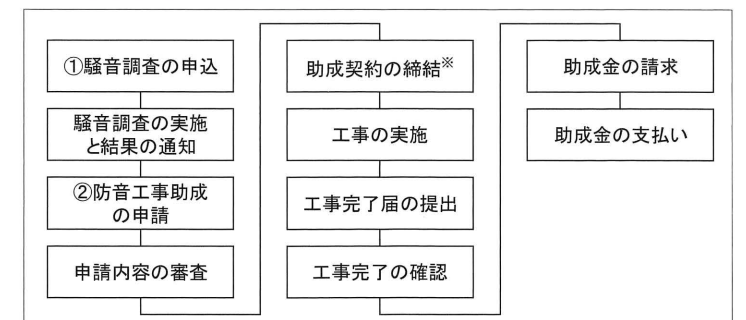 ①騒音調査の申込
騒音調査の実施
と結果の通知
②防音工事助成
の申請
申請内容の審査
助成契約の締結※
工事の実施
工事完了届の提出
工事完了の確認
助成金の請求
助成金の支払い